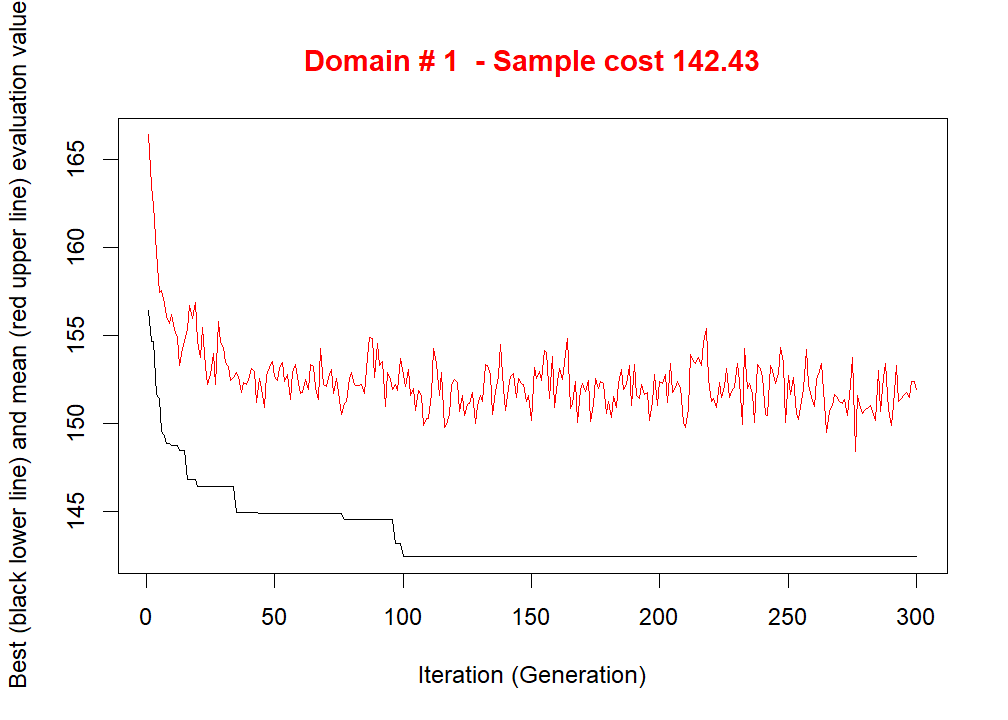 Domain # 1 - Sample cost 142.43
Best (black lower line) and mean (red upper line) evaluation value
165
160
155
150
145
0 50 100 150 200 250 300
Iteration (Generation)